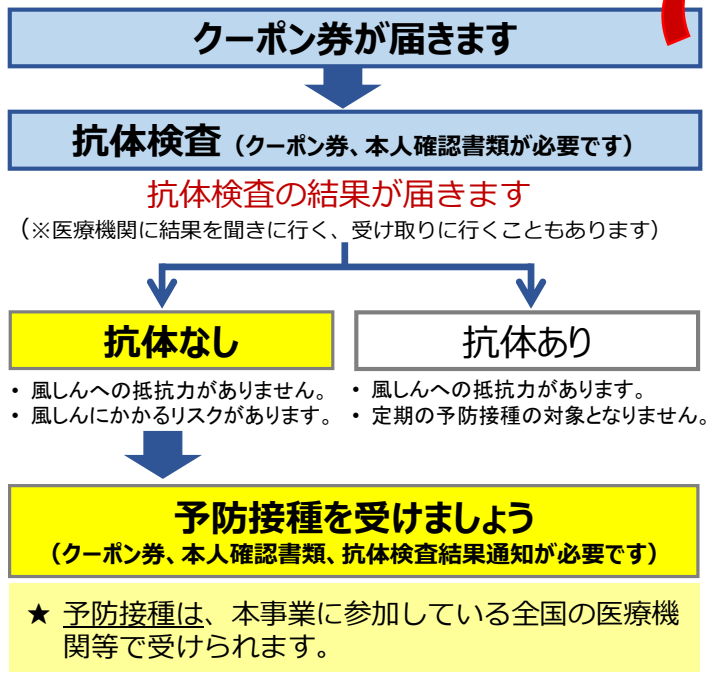 クーポン券が届きます
抗体検査（クーポン券、本人確認書類が必要です）
抗体検査の結果が届きます
（※医療機関に結果を聞きに行く、受け取りに行くこともあります）
抗体なし
・ 風しんへの抵抗力がありません。
・ 風しんにかかるリスクがあります。
抗体あり
・ 風しんへの抵抗力があります。
・ 定期の予防接種の対象となりません。
予防接種を受けましょう
（クーポン券、本人確認書類、抗体検査結果通知が必要です）
★ 予防接種は、本事業に参加している全国の医療機
関等で受けられます。